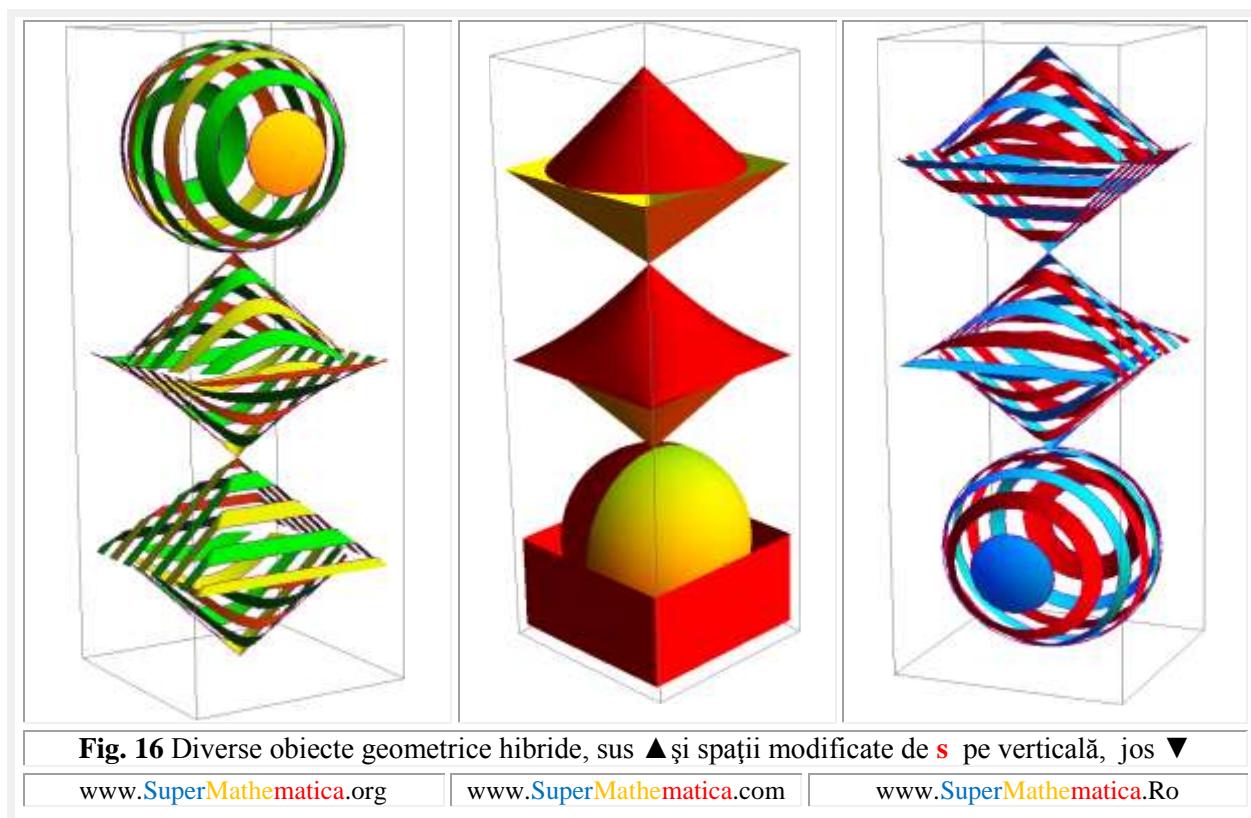 Fig. 16 Diverse obiecte geometrice hibride, sus ▲şi spaţii modificate de s pe verticală, jos ▼
www.SuperMathematica.org www.SuperMathematica.com www.SuperMathematica.Ro